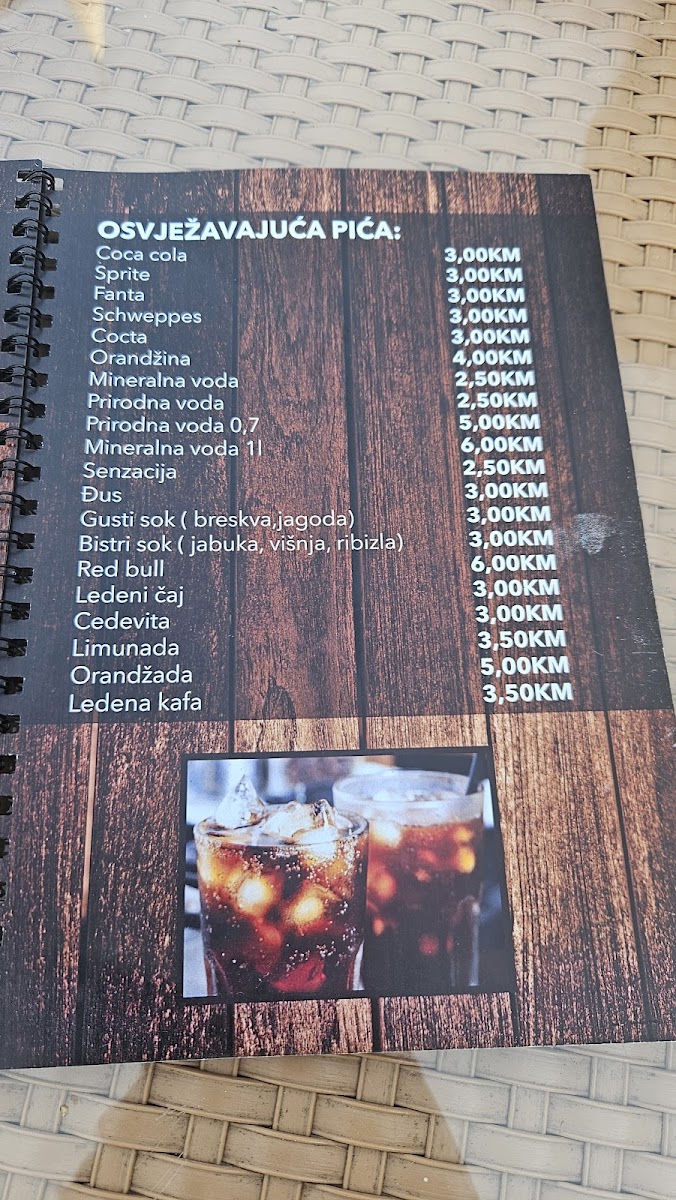 OSVJEŽAVAJUĆA PIĆA:
Coca cola 3,00KM
Sprite 3,00KM
Fanta 3,00KM
Schweppes 3,00KM
Cocta 3,00KM
Orandžina 4,00KM
Mineralna voda 2,50KM
Prirodna voda 2,50KM
Prirodna voda 0,7 5,00KM
Mineralna voda 1l 6,00KM
Senzacija 2,50KM
Đus 3,00KM
Gusti sok ( breskva,jagoda) 3,00KM
Bistri sok ( jabuka, višnja, ribizla) 3,00KM
Red bull 6,00KM
Ledeni čaj 3,00KM
Cedevita 3,00KM
Limunada 3,50KM
Orandžada 5,00KM
Ledena kafa 3,50KM